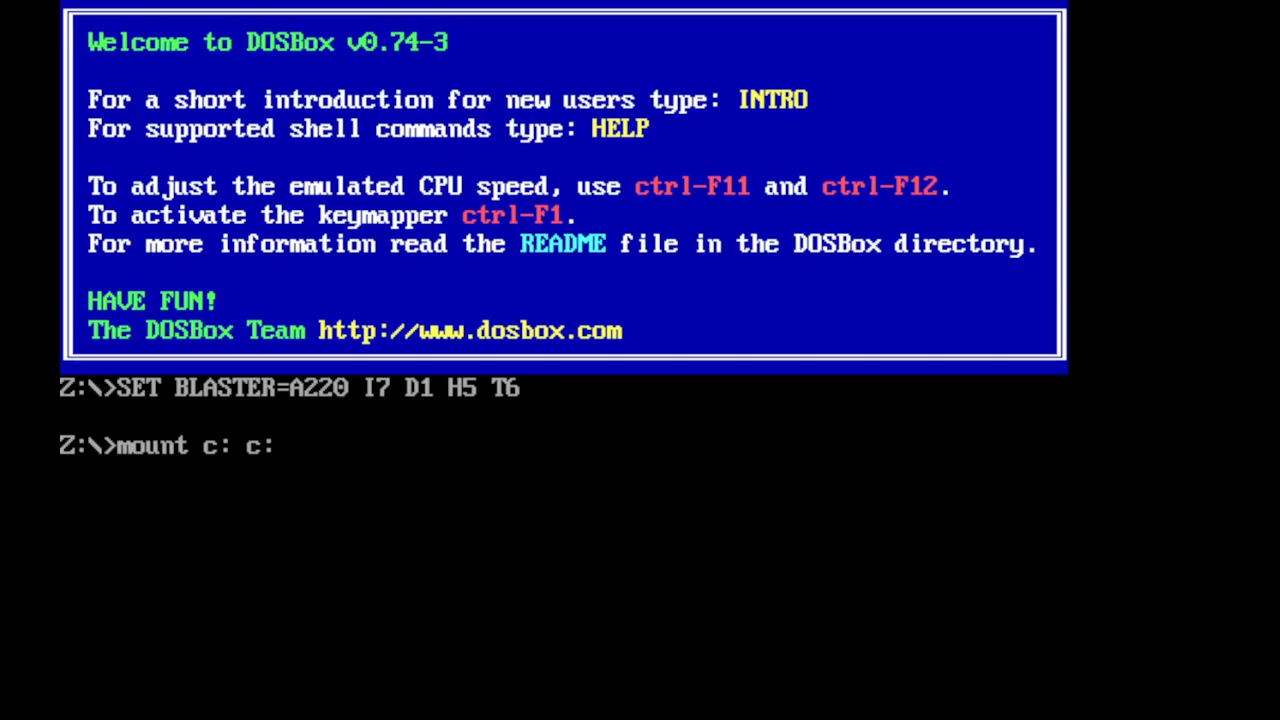 Welcome to DOSBox v0.74-3
For a short introduction for new users type: INTRO
For supported shell commands type: HELP
To adjust the emulated CPU speed, use ctrl-F11 and ctrl-F12.
To activate the keymapper ctrl-F1.
For more information read the README file in the DOSBox directory.
HAVE FUN!
The DOSBox Team http://www.dosbox.com
Z:\>SET BLASTER=A220 I7 D1 H5 T6
Z:\>mount c: c: